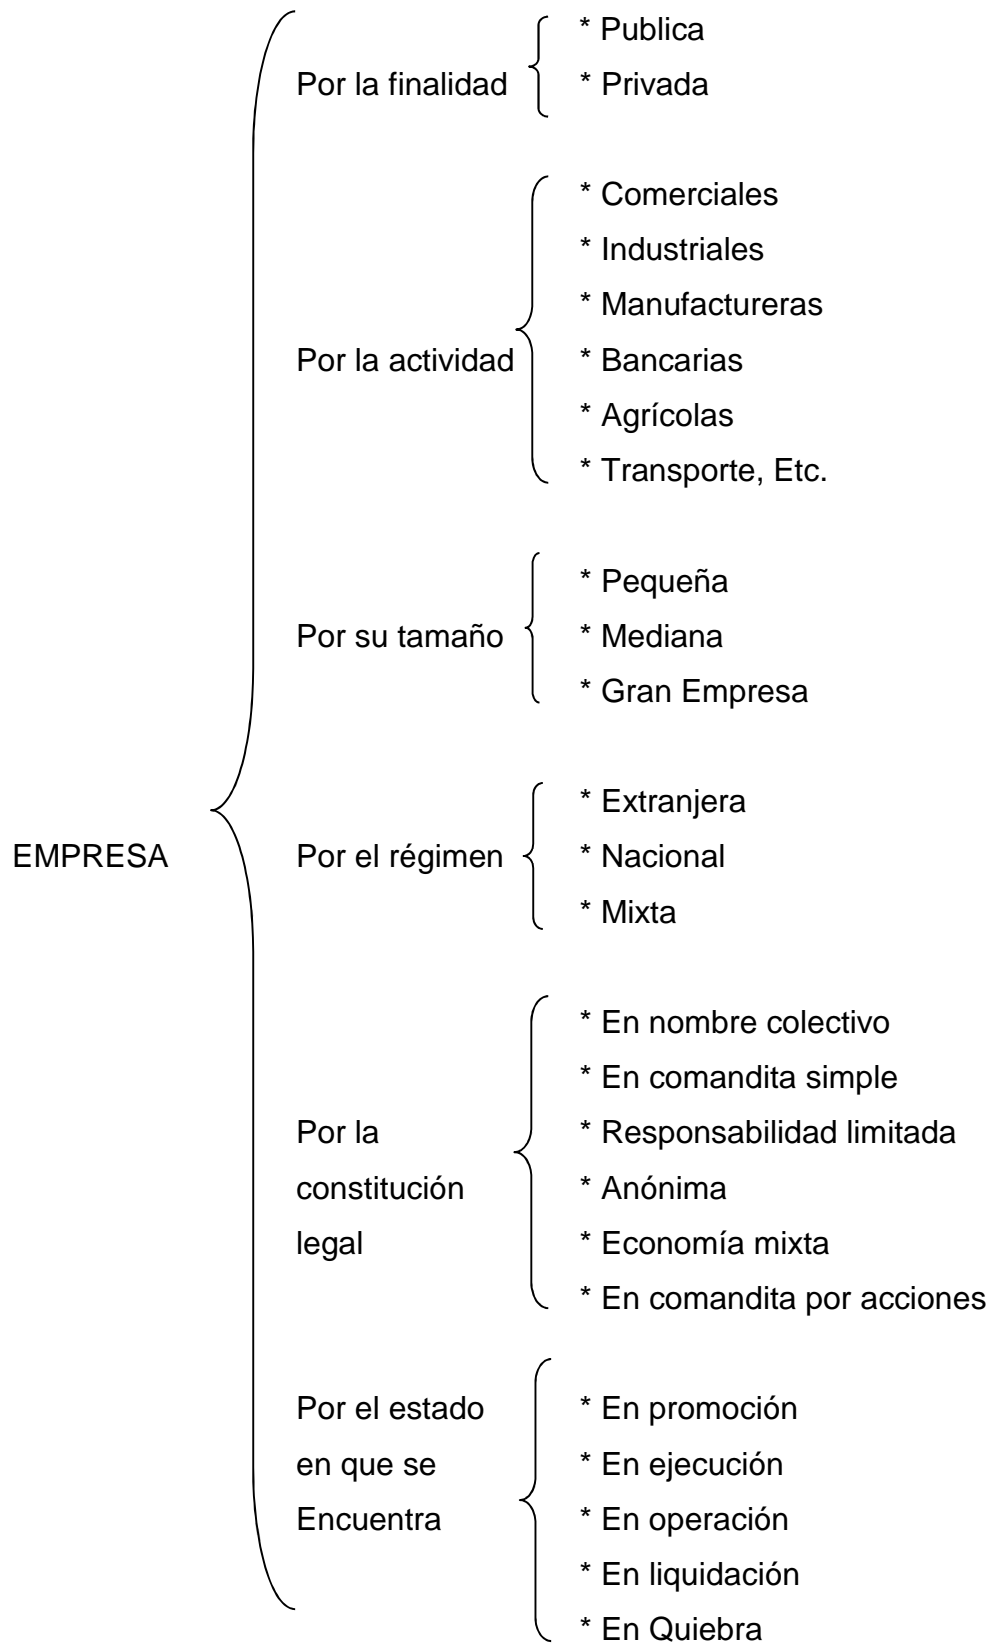 * Publica
Por la finalidad
* Privada
* Comerciales
* Industriales
* Manufactureras
Por la actividad
* Bancarias
* Agrícolas
* Transporte, Etc.
* Pequeña
Por su tamaño
* Mediana
* Gran Empresa
* Extranjera
EMPRESA
Por el régimen
* Nacional
* Mixta
* En nombre colectivo
* En comandita simple
Por la
constitución
legal
* Responsabilidad limitada
* Anónima
* Economía mixta
* En comandita por acciones
Por el estado
en que se
Encuentra
* En promoción
* En ejecución
* En operación
* En liquidación
* En Quiebra